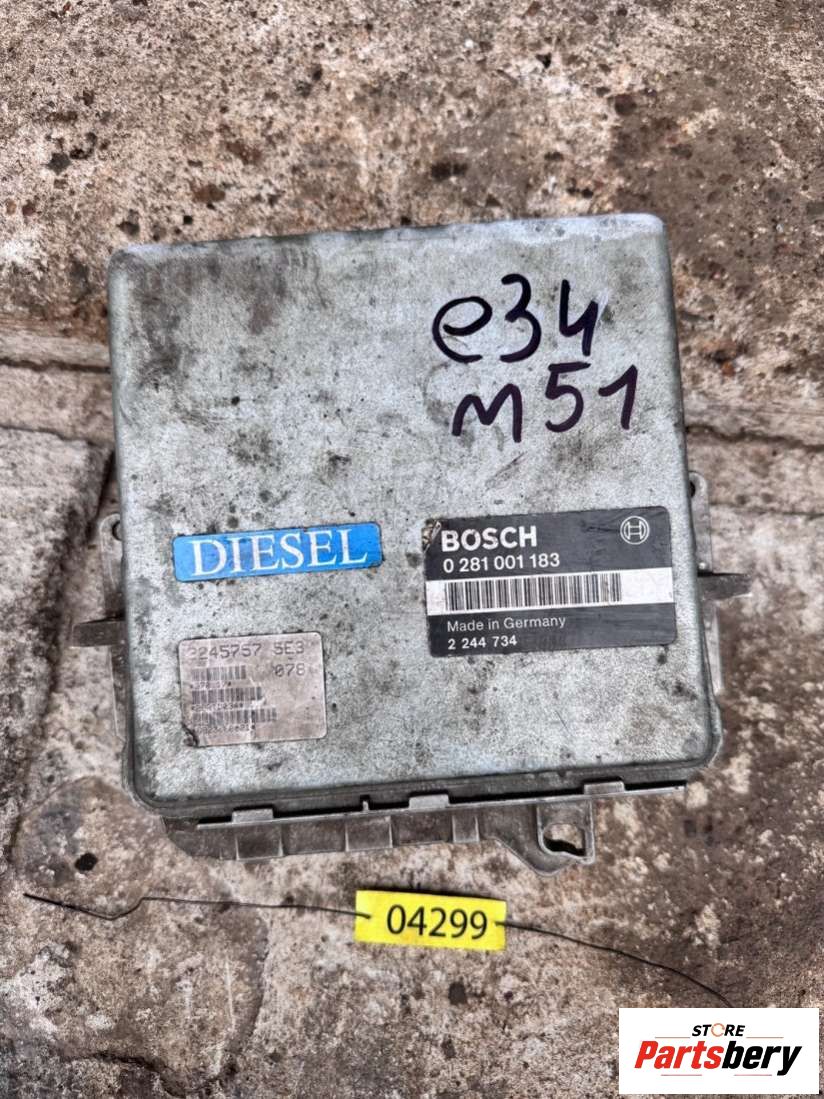 e34
M51
DIESEL
BOSCH
0 281 001 183
Made in Germany
2 244 734
2245757 5E3
078
04299
STORE
Partsbery